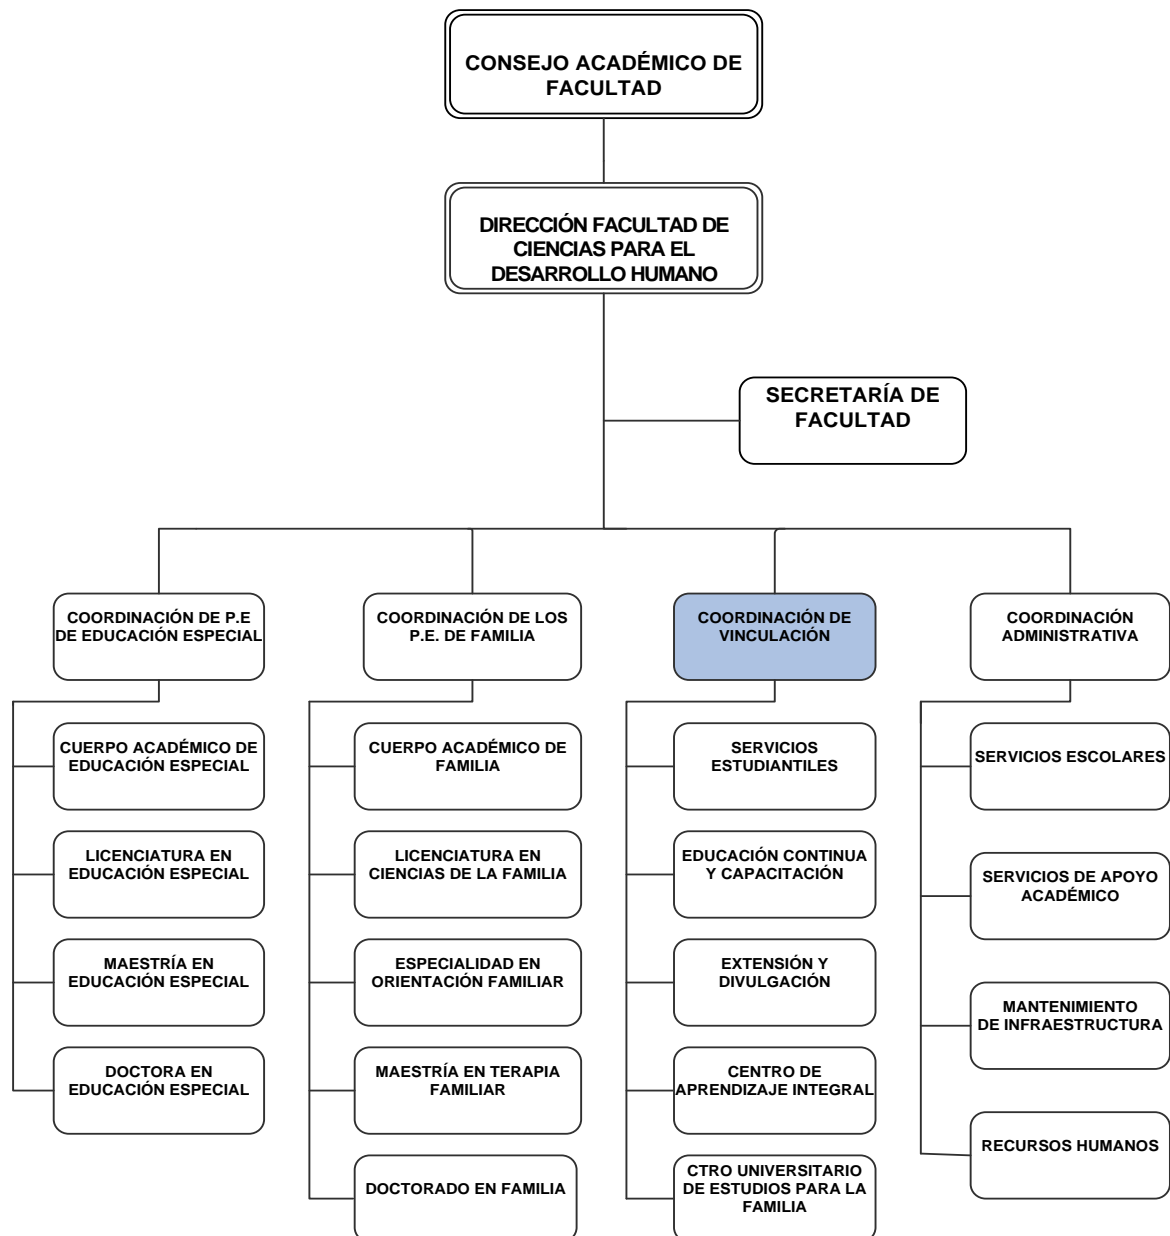 CONSEJO ACADÉMICO DE
FACULTAD
DIRECCIÓN FACULTAD DE
CIENCIAS PARA EL
DESARROLLO HUMANO
SECRETARÍA DE
FACULTAD
COORDINACIÓN DE P.E
DE EDUCACIÓN ESPECIAL
COORDINACIÓN DE LOS
P.E. DE FAMILIA
COORDINACIÓN DE
VINCULACIÓN
COORDINACIÓN
ADMINISTRATIVA
CUERPO ACADÉMICO DE
EDUCACIÓN ESPECIAL
LICENCIATURA EN
EDUCACIÓN ESPECIAL
MAESTRÍA EN
EDUCACIÓN ESPECIAL
DOCTORA EN
EDUCACIÓN ESPECIAL
CUERPO ACADÉMICO DE
FAMILIA
LICENCIATURA EN
CIENCIAS DE LA FAMILIA
ESPECIALIDAD EN
ORIENTACIÓN FAMILIAR
MAESTRÍA EN TERAPIA
FAMILIAR
DOCTORADO EN FAMILIA
SERVICIOS
ESTUDIANTILES
EDUCACIÓN CONTINUA
Y CAPACITACIÓN
EXTENSIÓN Y
DIVULGACIÓN
CENTRO DE
APRENDIZAJE INTEGRAL
CTRO UNIVERSITARIO
DE ESTUDIOS PARA LA
FAMILIA
SERVICIOS ESCOLARES
SERVICIOS DE APOYO
ACADÉMICO
MANTENIMIENTO
DE INFRAESTRUCTURA
RECURSOS HUMANOS